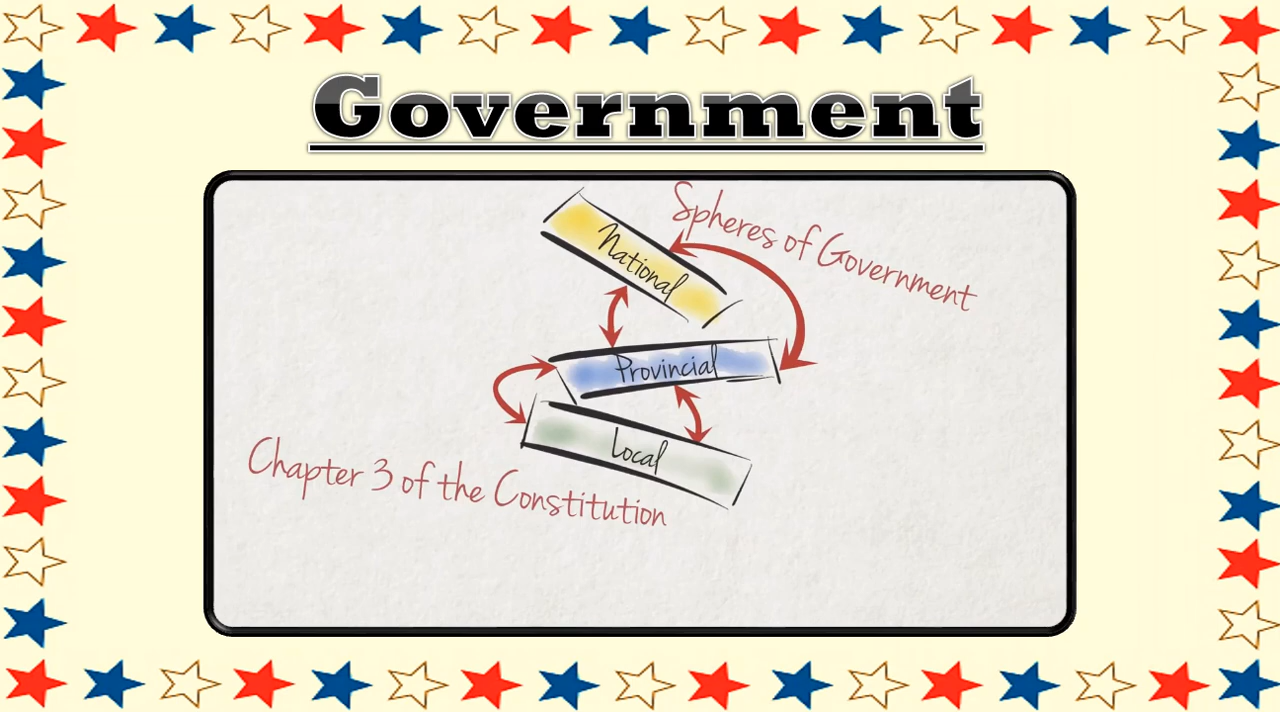 Government
Spheres of Government
National
Provincial
Local
Chapter 3 of the Constitution